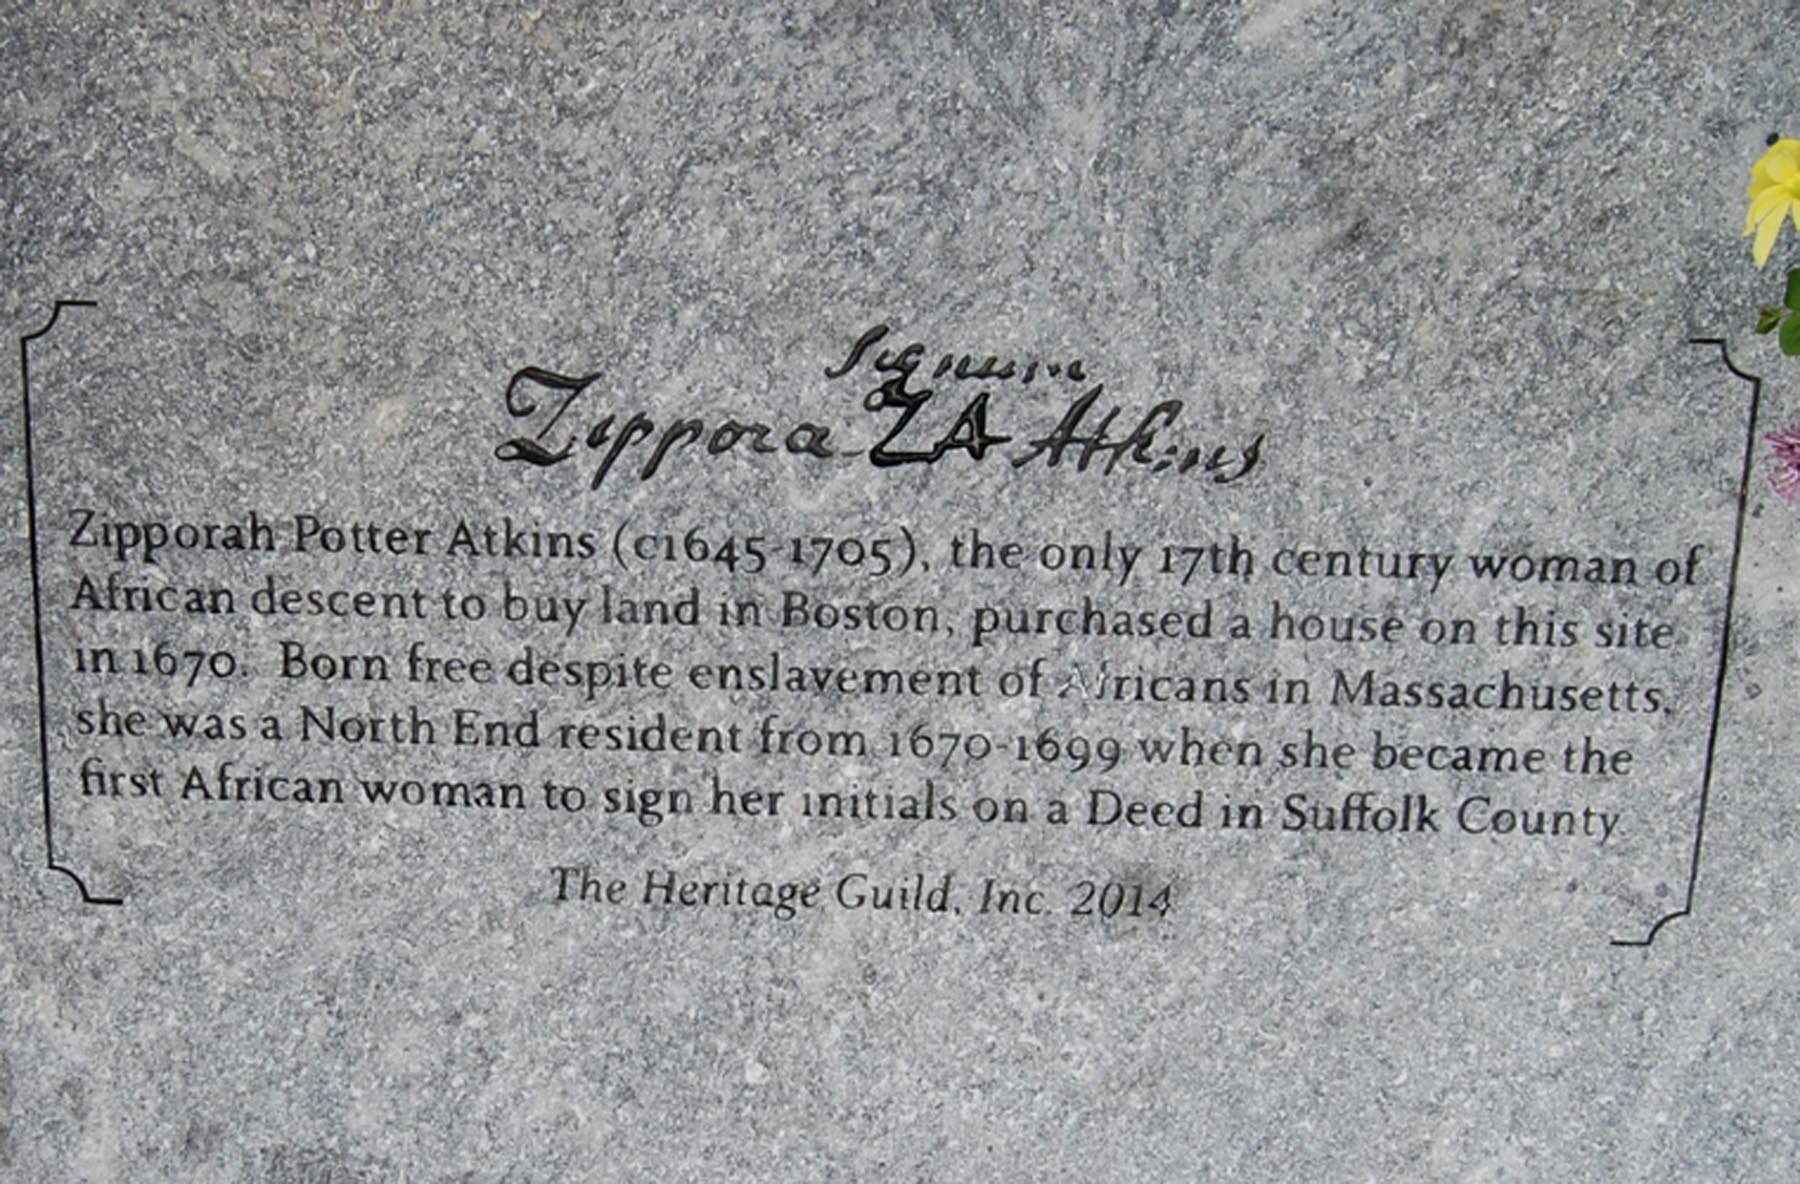 Signum
Zippora ZA Atkins
Zipporah Potter Atkins (c1645-1705), the only 17th century woman of
African descent to buy land in Boston, purchased a house on this site
in 1670. Born free despite enslavement of Africans in Massachusetts,
she was a North End resident from 1670-1699 when she became the
first African woman to sign her initials on a Deed in Suffolk County.
The Heritage Guild, Inc. 2014